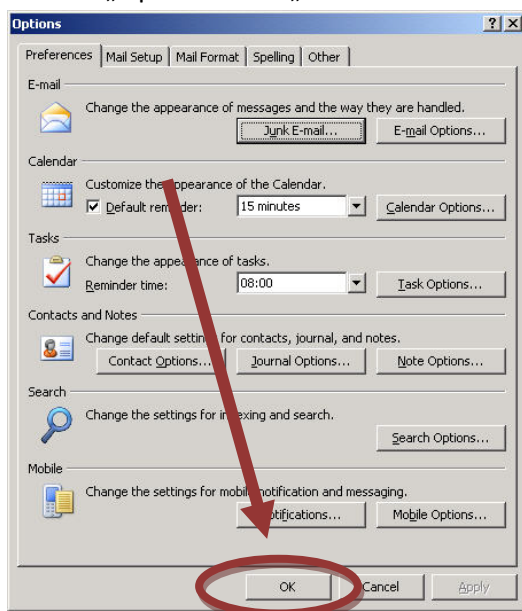 Options
Preferences Mail Setup Mail Format Spelling Other
E-mail
Change the appearance of messages and the way they are handled.
Junk E-mail... E-mail Options...
Calendar
Customize the appearance of the Calendar.
Default reminder: 15 minutes Calendar Options...
Tasks
Change the appearance of tasks.
Reminder time: 08:00 Task Options...
Contacts and Notes
Change default settings for contacts, journal, and notes.
Contact Options... Journal Options... Note Options...
Search
Change the settings for indexing and search.
Search Options...
Mobile
Change the settings for mobile notification and messaging.
Notifications... Mobile Options...
OK Cancel Apply